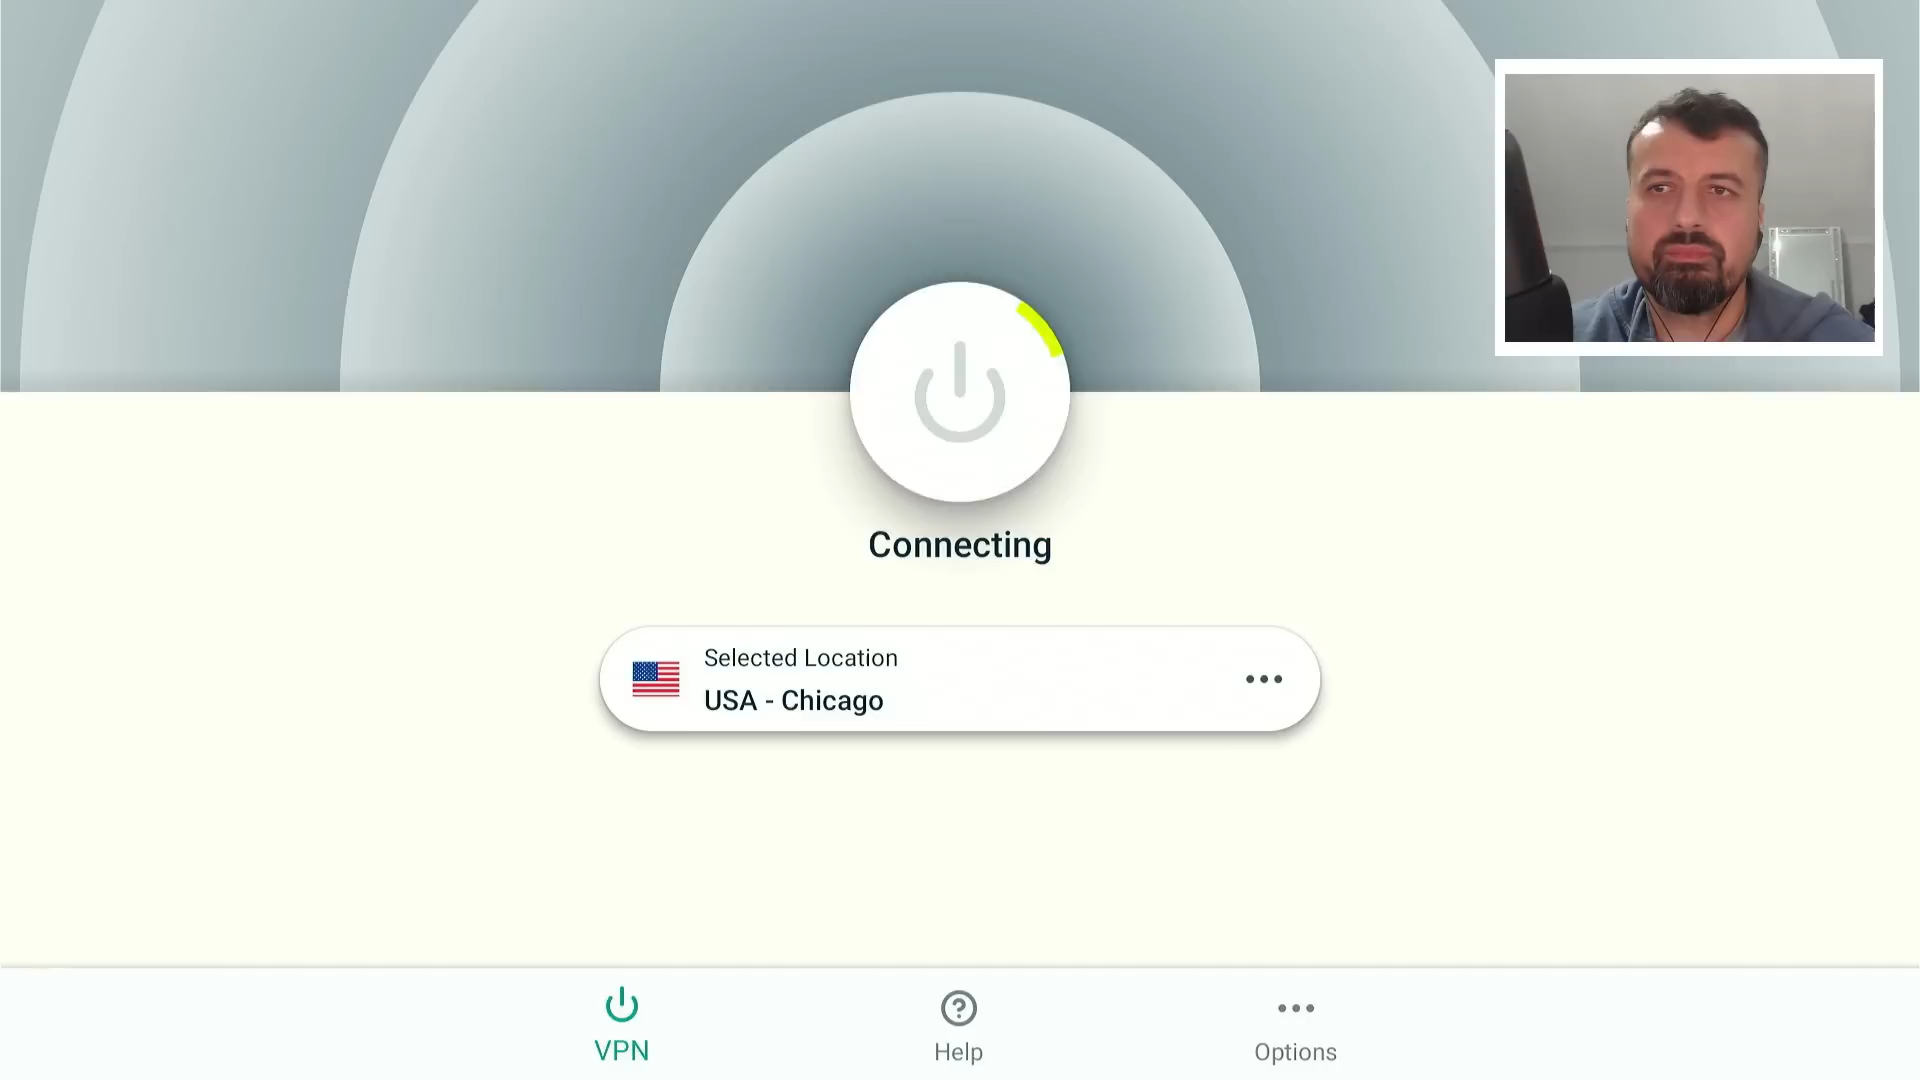 Connecting
Selected Location
USA - Chicago
VPN
Help
Options